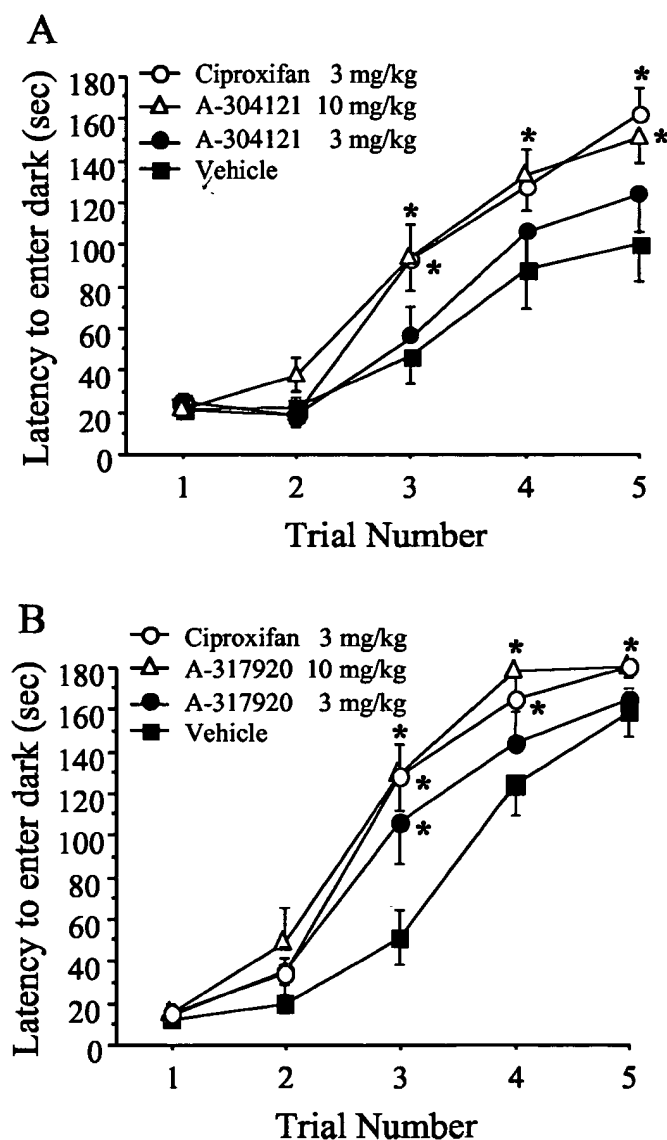 A
Ciproxifan 3 mg/kg
A-304121 10 mg/kg
A-304121 3 mg/kg
Vehicle
Latency to enter dark (sec)
180
160
140
120
100
80
60
40
20
0
*
*
*
*
*
1 2 3 4 5
Trial Number
B
Ciproxifan 3 mg/kg
A-317920 10 mg/kg
A-317920 3 mg/kg
Vehicle
Latency to enter dark (sec)
180
160
140
120
100
80
60
40
20
0
*
*
*
*
*
*
1 2 3 4 5
Trial Number